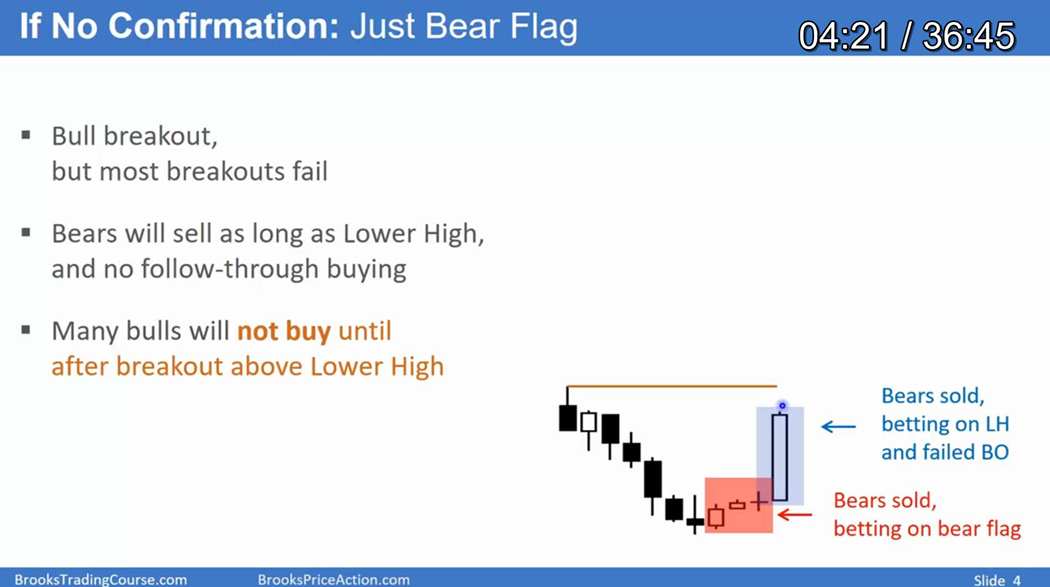 If No Confirmation: Just Bear Flag
04:21 / 36:45
▪ Bull breakout,
but most breakouts fail
▪ Bears will sell as long as Lower High,
and no follow-through buying
▪ Many bulls will not buy until
after breakout above Lower High
Bears sold,
betting on LH
and failed BO
Bears sold,
betting on bear flag
BrooksTradingCourse.com
BrooksPriceAction.com
Slide 4